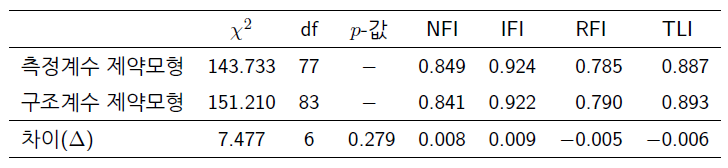 χ² df p-값 NFI IFI RFI TLI
측정계수 제약모형 143.733 77 − 0.849 0.924 0.785 0.887
구조계수 제약모형 151.210 83 − 0.841 0.922 0.790 0.893
차이(Δ) 7.477 6 0.279 0.008 0.009 −0.005 −0.006